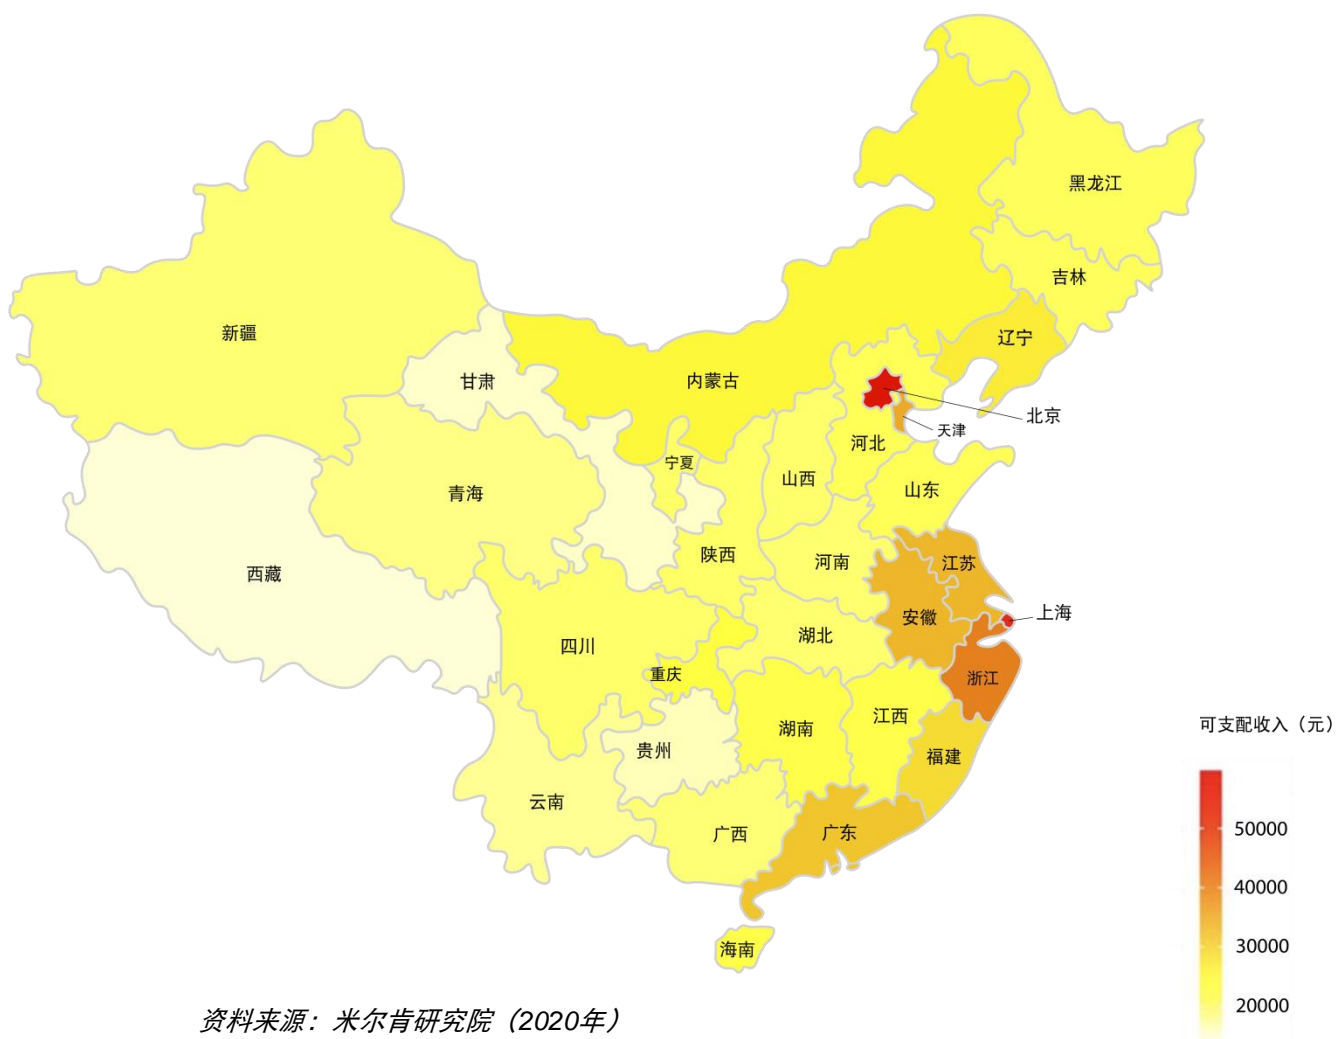 黑龙江
吉林
辽宁
新疆
甘肃
内蒙古
北京
天津
河北
宁夏
山西
山东
青海
陕西
河南
江苏
西藏
安徽
上海
四川
湖北
重庆
浙江
江西
湖南
贵州
福建
云南
广西
广东
海南
可支配收入（元）
50000
40000
30000
20000
资料来源：米尔肯研究院（2020年）